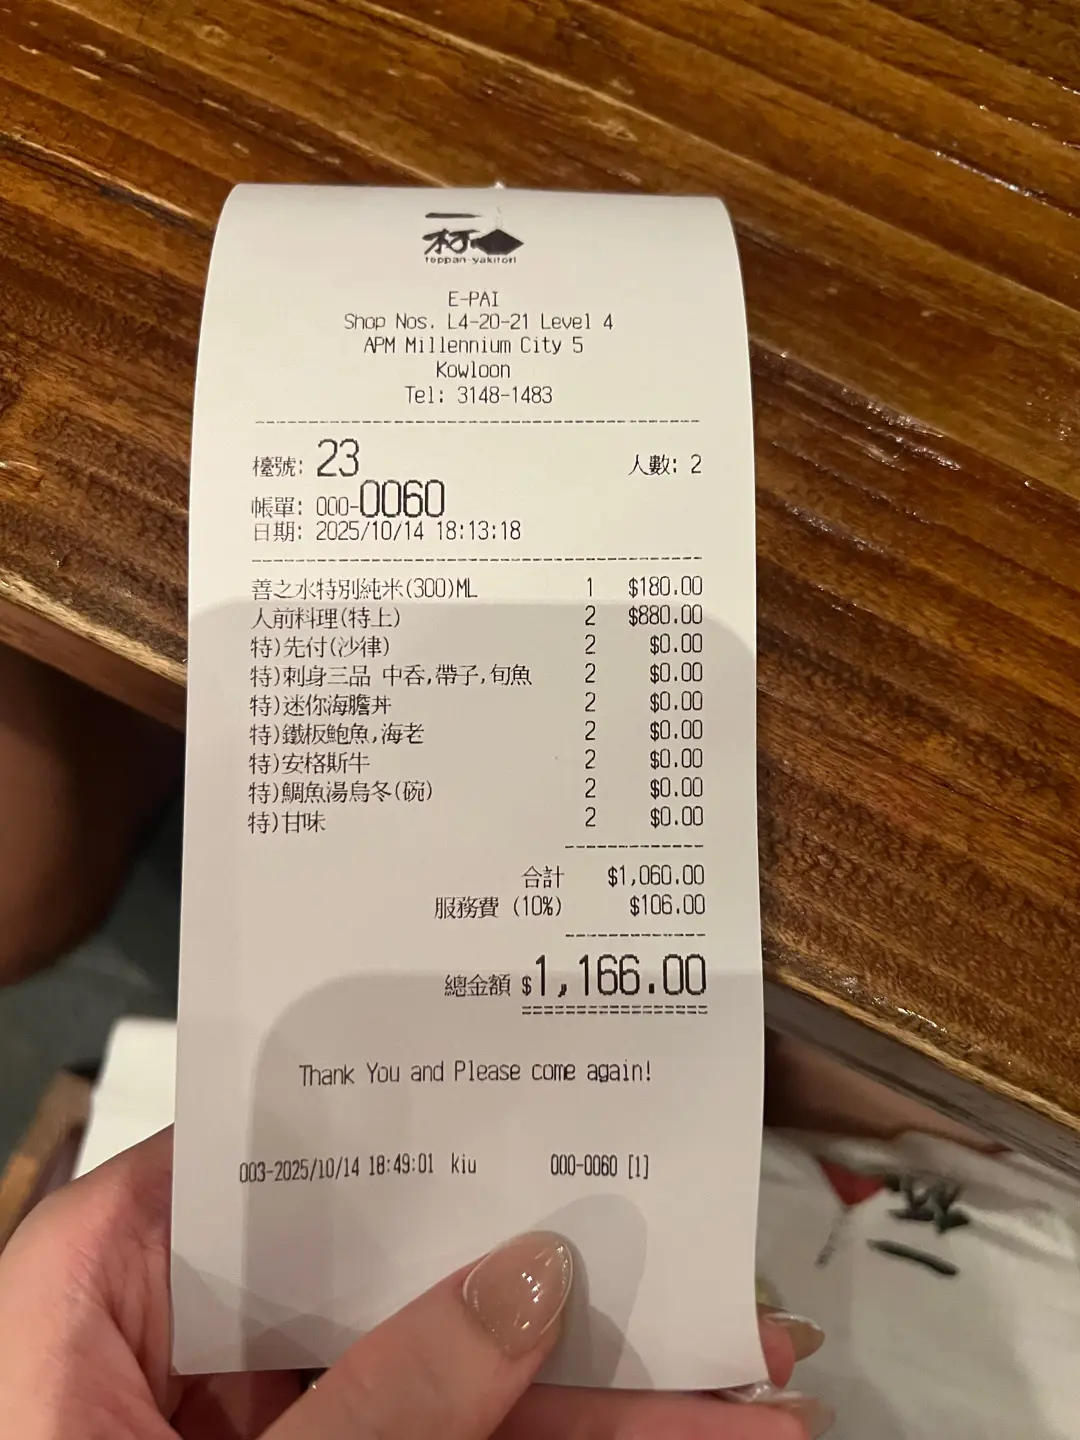 一杯
teppan-yakitori
E-PAI
Shop Nos. L4-20-21 Level 4
APM Millennium City 5
Kowloon
Tel: 3148-1483
檯號: 23 人數: 2
帳單: 000-0060
日期: 2025/10/14 18:13:18
善之水特別純米(300)ML 1 $180.00
人前料理(特上) 2 $880.00
特)先付(沙律) 2 $0.00
特)刺身三品 中呑,帶子,旬魚 2 $0.00
特)迷你海膽丼 2 $0.00
特)鐵板鮑魚,海老 2 $0.00
特)安格斯牛 2 $0.00
特)鯛魚湯烏冬(碗) 2 $0.00
特)甘味 2 $0.00
合計 $1,060.00
服務費 (10%) $106.00
總金額 $1,166.00
Thank You and Please come again!
003-2025/10/14 18:49:01 kiu 000-0060 [1]
一杯